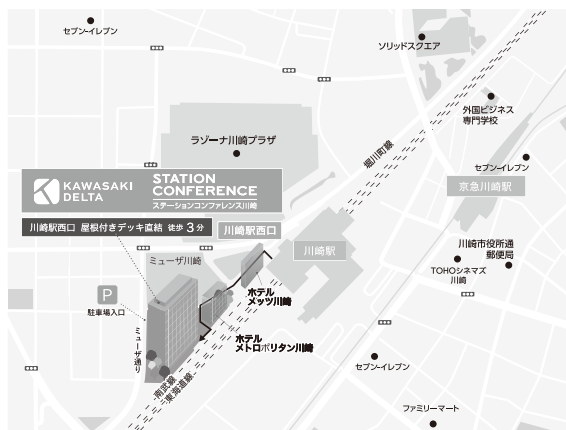 セブン-イレブン
ソリッドスクエア
外国ビジネス
専門学校
ラゾーナ川崎プラザ
堀川町線
セブン-イレブン
京急川崎駅
KAWASAKI
DELTA
STATION
CONFERENCE
ステーションコンファレンス川崎
川崎駅西口 屋根付きデッキ直結 徒歩3分
川崎駅西口
川崎駅
川崎市役所通
郵便局
TOHOシネマズ
川崎
ミューザ川崎
ホテル
メッツ川崎
P
駐車場入口
ミューザ通り
ホテル
メトロポリタン川崎
南武線
東海道線
セブン-イレブン
ファミリーマート